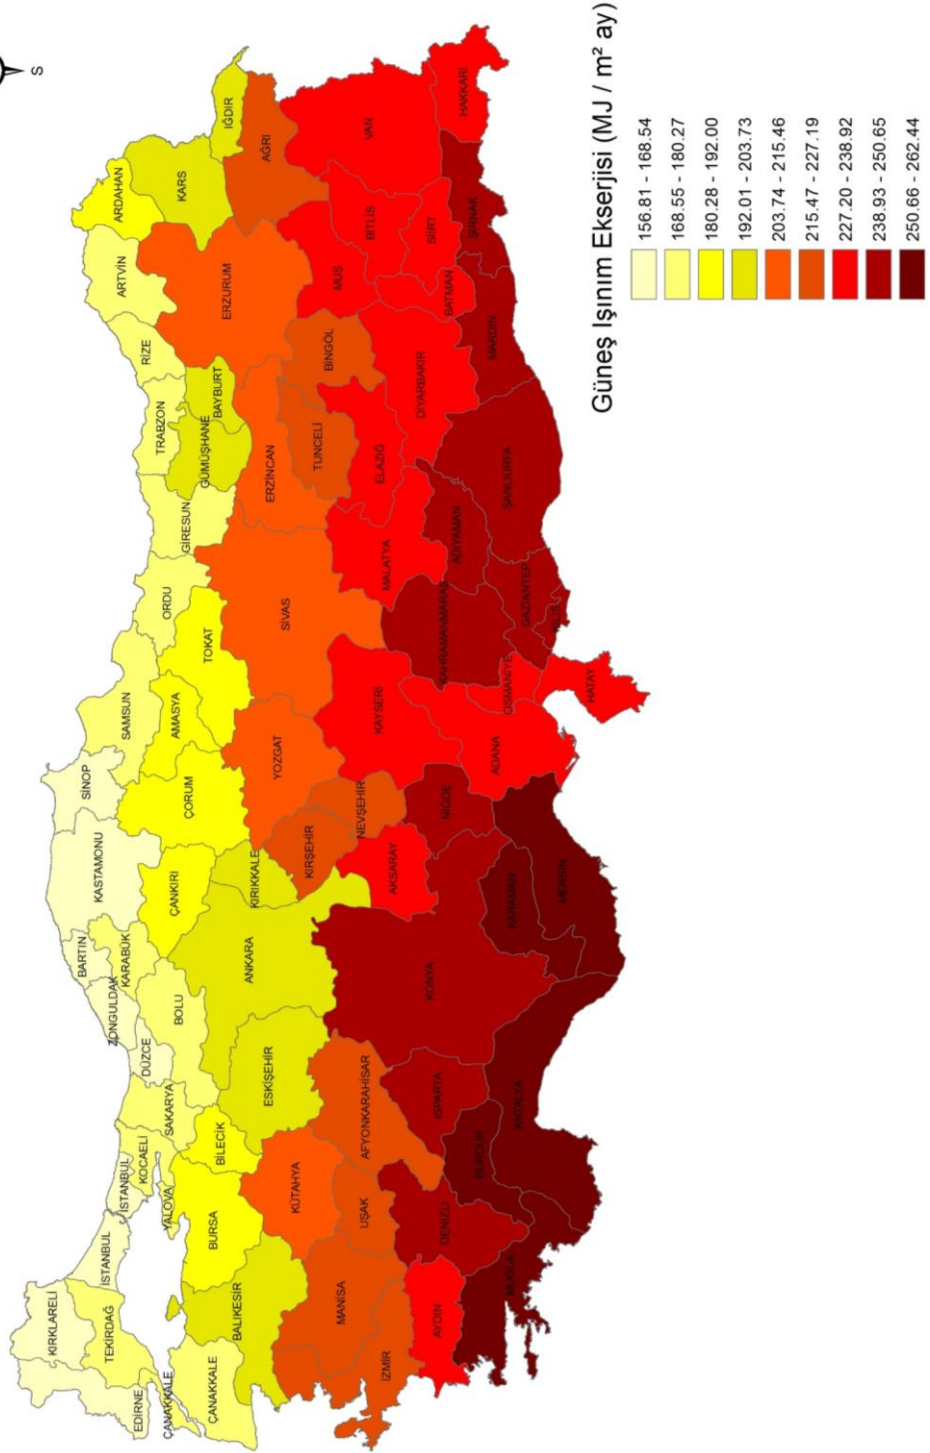 S
KIRKLARELİ
EDİRNE
TEKİRDAĞ
İSTANBUL
İSTANBUL
ÇANAKKALE
ÇANAKKALE
KOCAELİ
YALOVA
SAKARYA
DÜZCE
ZONGULDAK
BARTIN
KARABÜK
KASTAMONU
SİNOP
SAMSUN
ORDU
GİRESUN
TRABZON
RİZE
ARTVİN
ARDAHAN
KARS
IĞDIR
BALIKESİR
BURSA
BİLECİK
BOLU
ESKİŞEHİR
ANKARA
ÇANKIRI
KIRIKKALE
ÇORUM
AMASYA
TOKAT
GÜMÜŞHANE
BAYBURT
ERZURUM
AĞRI
İZMİR
MANİSA
UŞAK
KÜTAHYA
AFYONKARAHİSAR
KIRŞEHİR
NEVŞEHİR
YOZGAT
SİVAS
ERZİNCAN
TUNCELİ
BİNGÖL
MUŞ
BİTLİS
VAN
AYDIN
DENİZLİ
ISPARTA
KONYA
AKSARAY
NİĞDE
KAYSERİ
MALATYA
ELAZIĞ
DİYARBAKIR
BATMAN
SİİRT
ŞIRNAK
HAKKARİ
MUĞLA
BURDUR
ANTALYA
KARAMAN
MERSİN
ADANA
OSMANİYE
HATAY
KAHRAMANMARAŞ
ADIYAMAN
GAZİANTEP
KİLİS
ŞANLIURFA
MARDİN
Güneş Işınım Ekserjisi (MJ / m² ay)
156.81 - 168.54
168.55 - 180.27
180.28 - 192.00
192.01 - 203.73
203.74 - 215.46
215.47 - 227.19
227.20 - 238.92
238.93 - 250.65
250.66 - 262.44